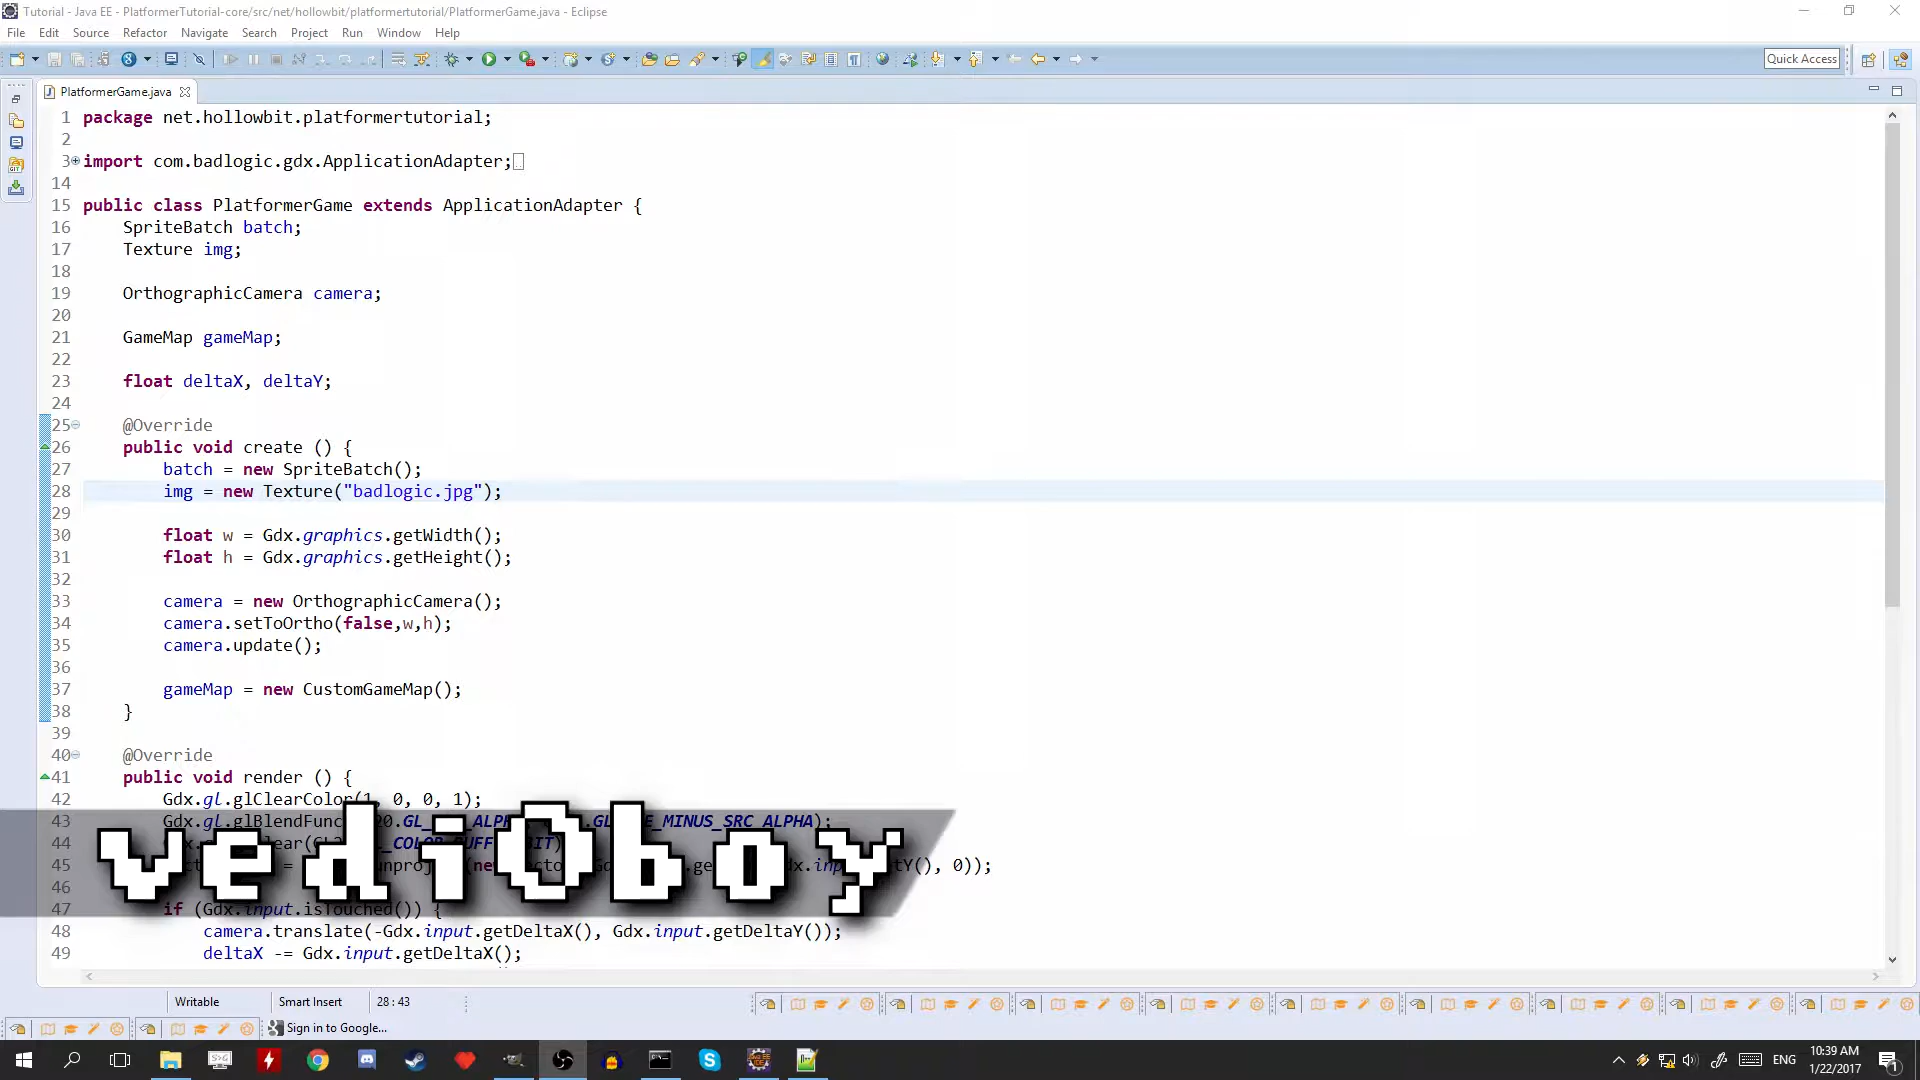 Tutorial - Java EE - PlatformerTutorial-core/src/net/hollowbit/platformertutorial/PlatformerGame.java - Eclipse
File Edit Source Refactor Navigate Search Project Run Window Help
Quick Access
PlatformerGame.java
1 package net.hollowbit.platformertutorial;
2
3 import com.badlogic.gdx.ApplicationAdapter;
14
15 public class PlatformerGame extends ApplicationAdapter {
16 SpriteBatch batch;
17 Texture img;
18
19 OrthographicCamera camera;
20
21 GameMap gameMap;
22
23 float deltaX, deltaY;
24
25 @Override
26 public void create () {
27 batch = new SpriteBatch();
28 img = new Texture("badlogic.jpg");
29
30 float w = Gdx.graphics.getWidth();
31 float h = Gdx.graphics.getHeight();
32
33 camera = new OrthographicCamera();
34 camera.setToOrtho(false,w,h);
35 camera.update();
36
37 gameMap = new CustomGameMap();
38 }
39
40 @Override
41 public void render () {
42 Gdx.gl.glClearColor(1, 0, 0, 1);
43 Gdx.gl.glBlendFunc MINUS_SRC_ALPHA);
44
45 0));
46
47 if (Gdx.input.isTouched()) {
48 camera.translate(-Gdx.input.getDeltaX(), Gdx.input.getDeltaY());
49 deltaX -= Gdx.input.getDeltaX();
vedi0boy
Writable Smart Insert 28 : 43
Sign in to Google...
ENG
10:39 AM
1/22/2017